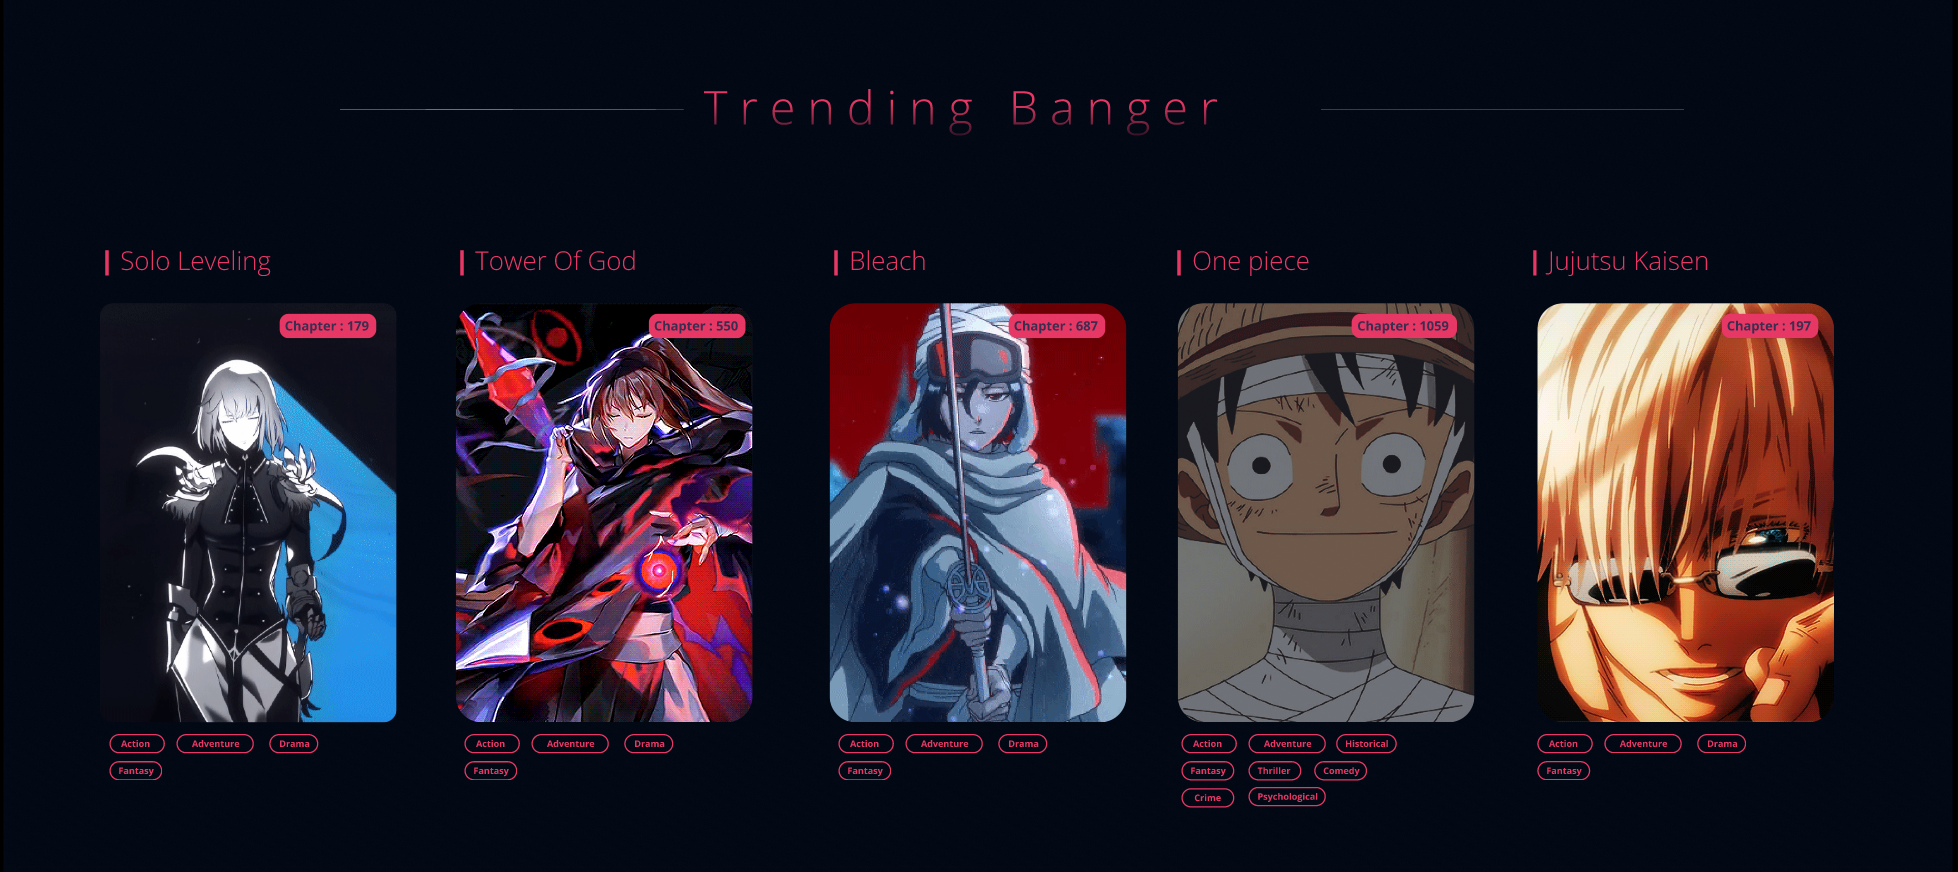 Trending Banger
Solo Leveling
Chapter : 179
Action Adventure Drama
Fantasy
Tower Of God
Chapter : 550
Action Adventure Drama
Fantasy
Bleach
Chapter : 687
Action Adventure Drama
Fantasy
One piece
Chapter : 1059
Action Adventure Historical
Fantasy Thriller Comedy
Crime Psychological
Jujutsu Kaisen
Chapter : 197
Action Adventure Drama
Fantasy